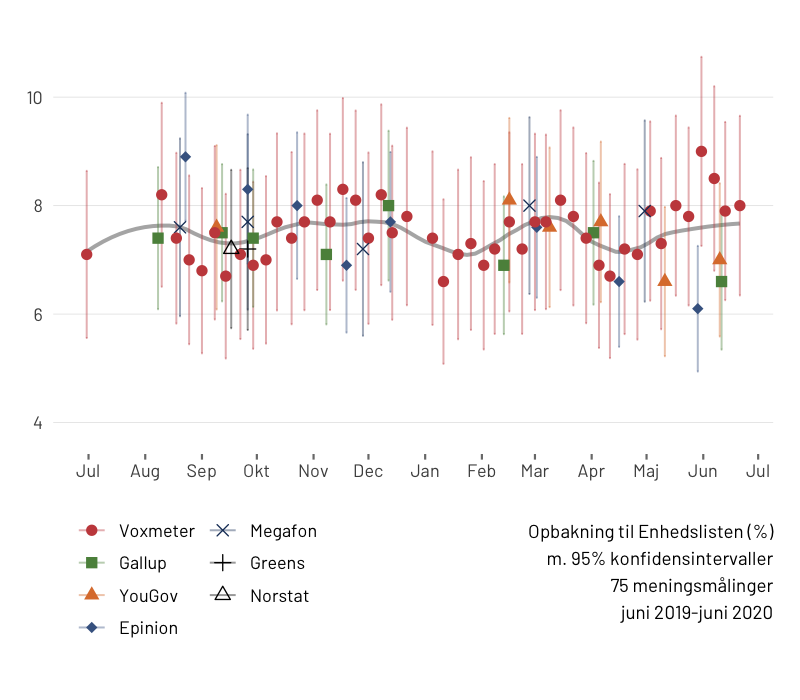 10
8
6
4
Jul Aug Sep Okt Nov Dec Jan Feb Mar Apr Maj Jun Jul
Voxmeter Megafon
Gallup Greens
YouGov Norstat
Epinion
Opbakning til Enhedslisten (%)
m. 95% konfidensintervaller
75 meningsmålinger
juni 2019-juni 2020